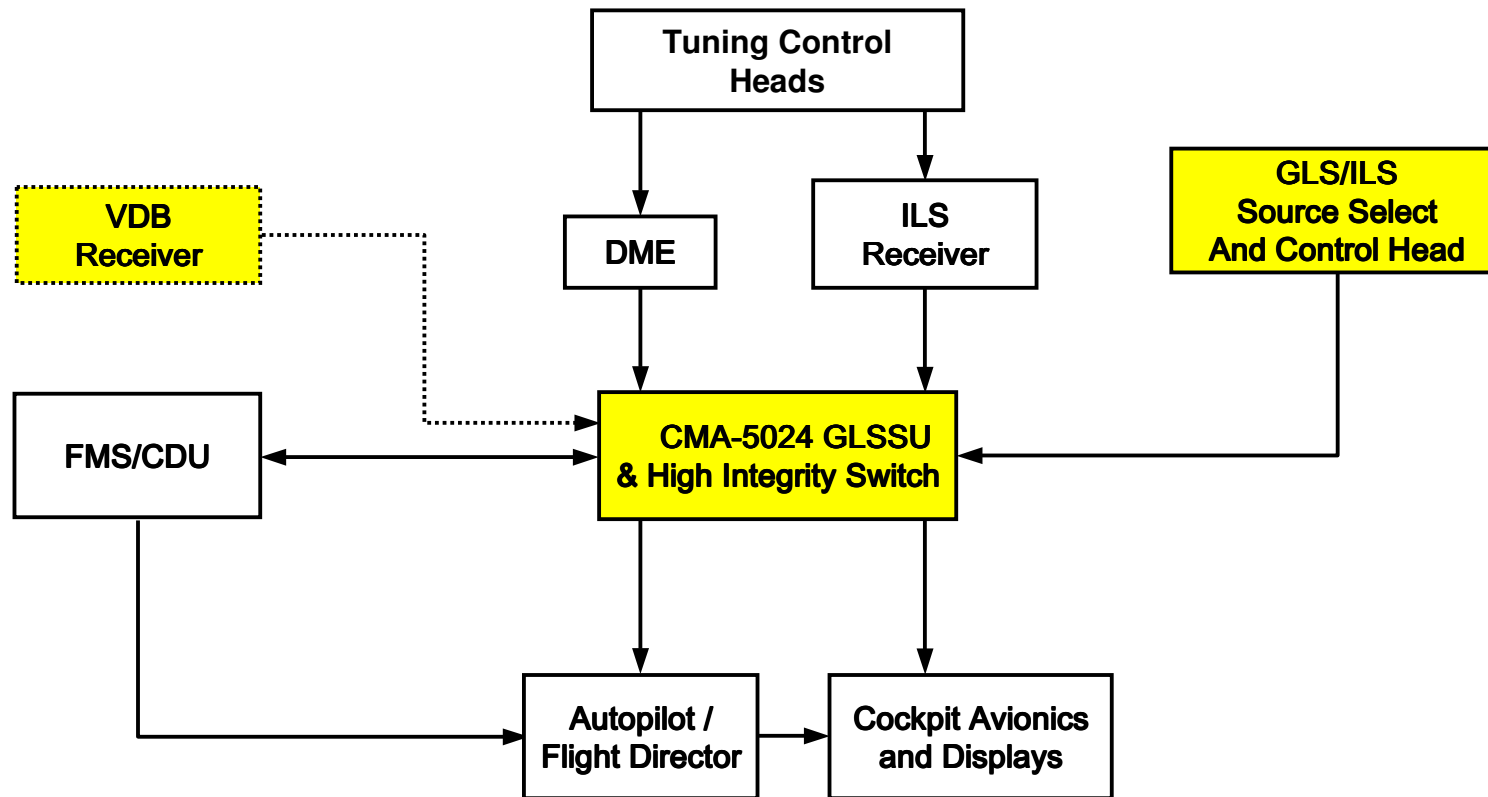 Tuning Control
Heads
VDB
Receiver
DME
ILS
Receiver
GLS/ILS
Source Select
And Control Head
FMS/CDU
CMA-5024 GLSSU
& High Integrity Switch
Autopilot /
Flight Director
Cockpit Avionics
and Displays